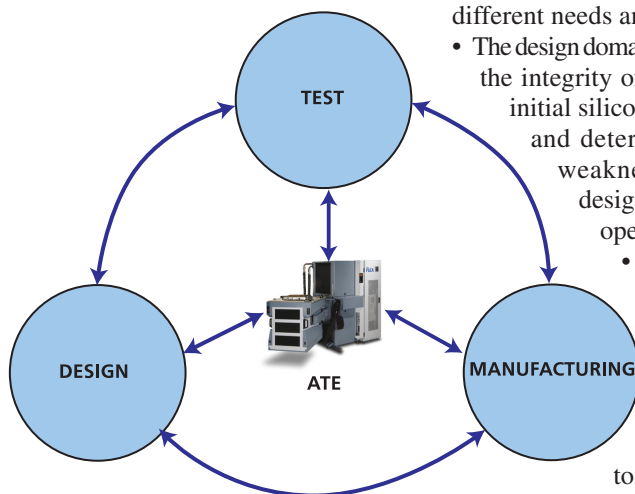 different needs an
• The design doma
the integrity of
initial silico
and deter
weakne
desig
ope
•
to
TEST
DESIGN
ATE
MANUFACTURING